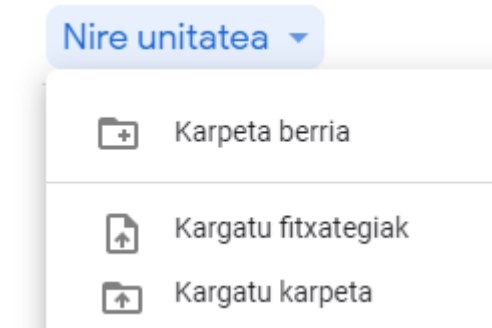 Nire unitatea
Karpeta berria
Kargatu fitxategiak
Kargatu karpeta